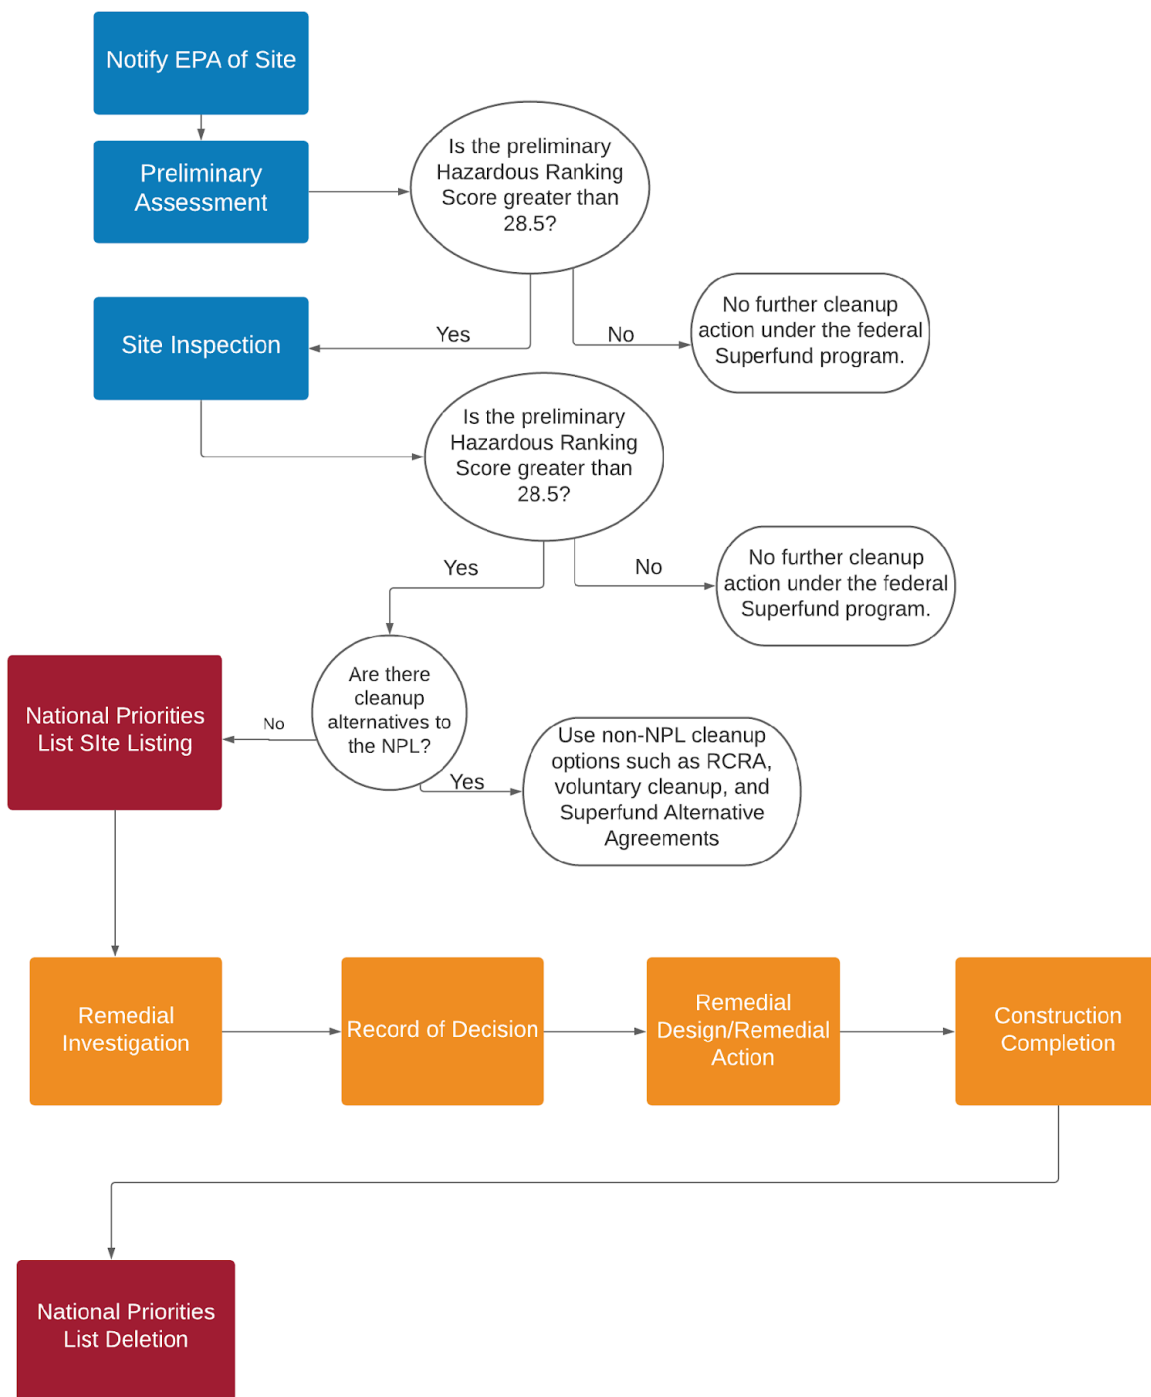 Notify EPA of Site
Preliminary
Assessment
Is the preliminary
Hazardous Ranking
Score greater than
28.5?
Yes
No
Site Inspection
No further cleanup
action under the federal
Superfund program.
Is the preliminary
Hazardous Ranking
Score greater than
28.5?
Yes
No
No further cleanup
action under the federal
Superfund program.
Are there
cleanup
alternatives to
the NPL?
No
National Priorities
List SIte Listing
Yes
Use non-NPL cleanup
options such as RCRA,
voluntary cleanup, and
Superfund Alternative
Agreements
Remedial
Investigation
Record of Decision
Remedial
Design/Remedial
Action
Construction
Completion
National Priorities
List Deletion